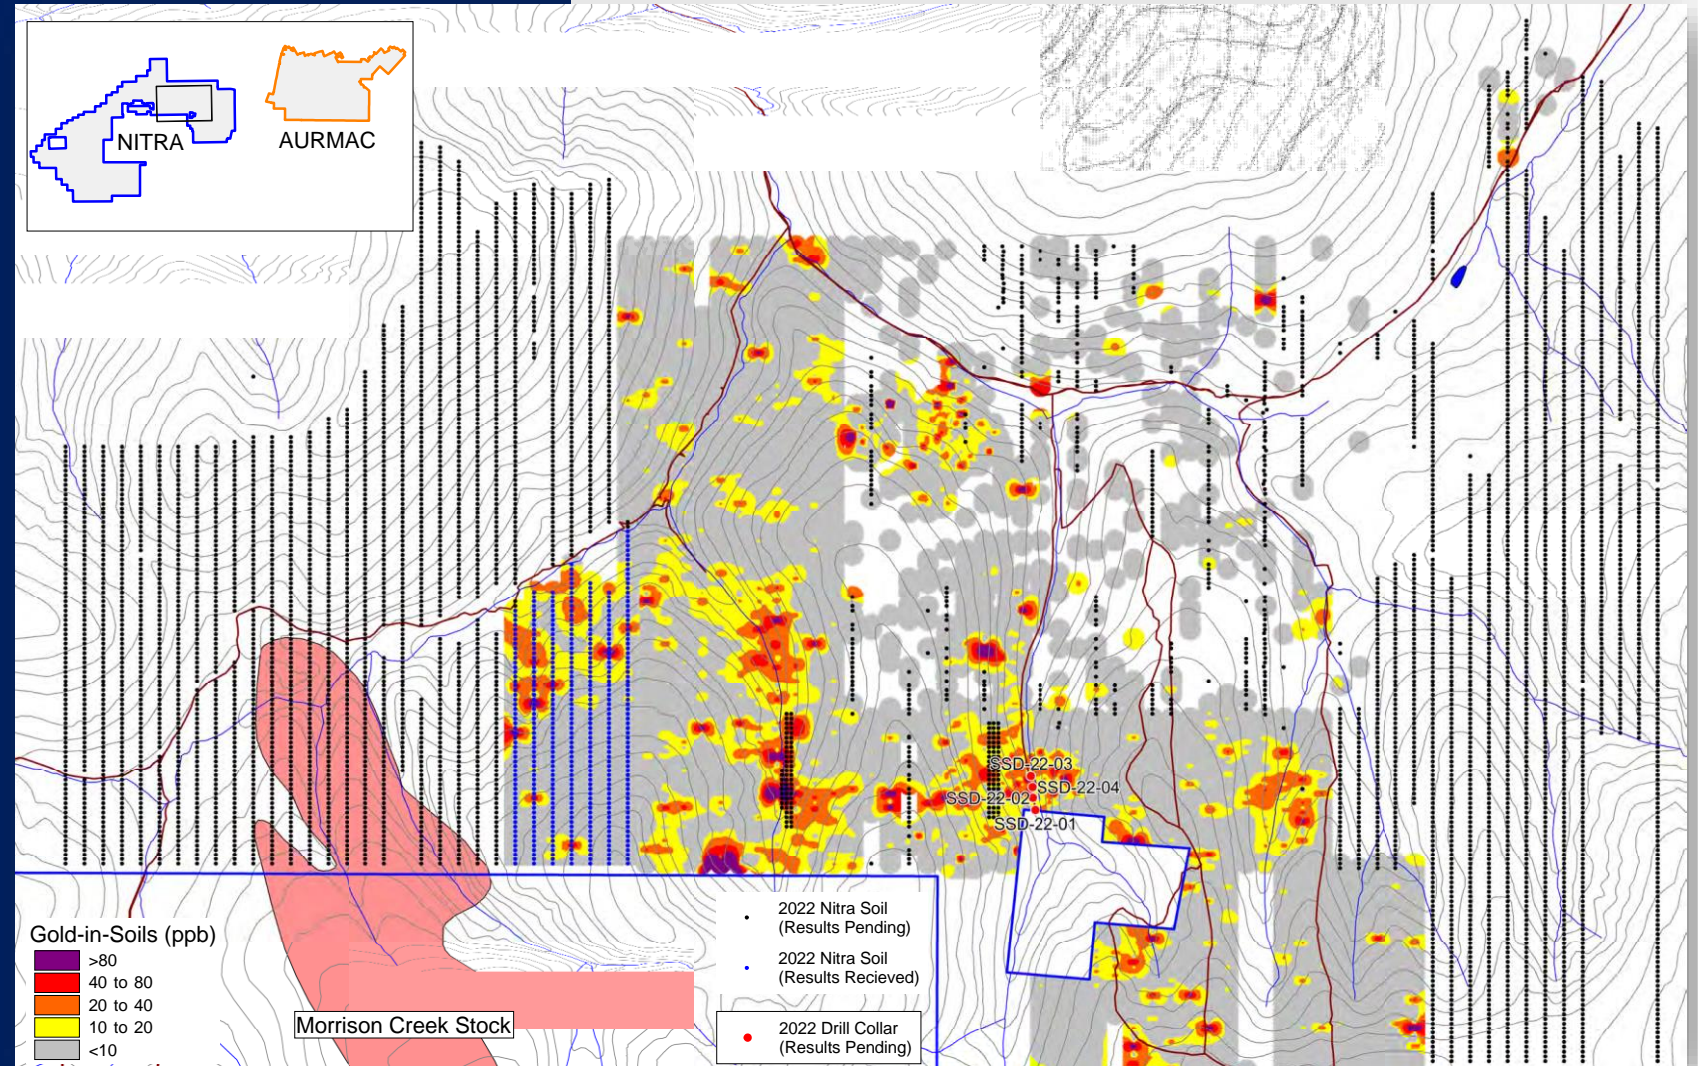 NITRA
AURMAC
SSD-22-03
SSD-22-04
SSD-22-02
SSD-22-01
Gold-in-Soils (ppb)
>80
40 to 80
20 to 40
10 to 20
<10
Morrison Creek Stock
2022 Nitra Soil
(Results Pending)
2022 Nitra Soil
(Results Recieved)
2022 Drill Collar
(Results Pending)